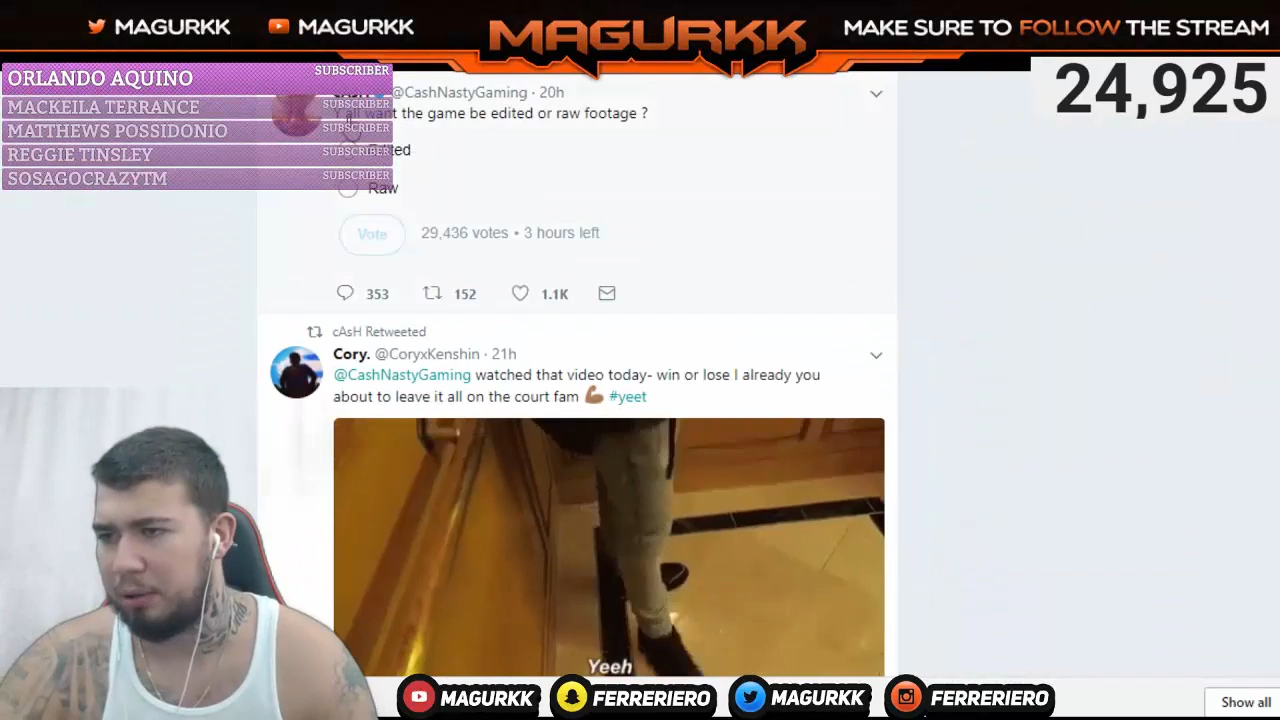 MAGURKK
MAGURKK
MAGURKK
MAKE SURE TO FOLLOW THE STREAM
ORLANDO AQUINO SUBSCRIBER
MACKEILA TERRANCE SUBSCRIBER
MATTHEWS POSSIDONIO SUBSCRIBER
REGGIE TINSLEY SUBSCRIBER
SOSAGOCRAZYTM SUBSCRIBER
24,925
@CashNastyGaming · 20h
all want the game be edited or raw footage ?
Raw
Vote 29,436 votes • 3 hours left
353 152 1.1K
cAsH Retweeted
Cory. @CoryxKenshin · 21h
@CashNastyGaming watched that video today- win or lose I already you
about to leave it all on the court fam 💪🏽 #yeet
Yeeh
MAGURKK FERRERIERO MAGURKK FERRERIERO
Show all